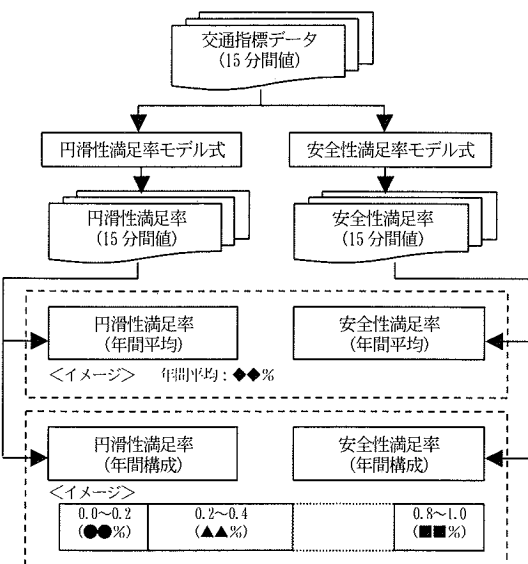 交通指標データ
(15分間値)
円滑性満足率モデル式
安全性満足率モデル式
円滑性満足率
(15分間値)
安全性満足率
(15分間値)
円滑性満足率
(年間平均)
安全性満足率
(年間平均)
<イメージ> 年間平均：◆◆%
円滑性満足率
(年間構成)
安全性満足率
(年間構成)
<イメージ>
0.0～0.2
(●●%)
0.2～0.4
(▲▲%)
0.8～1.0
(■■%)